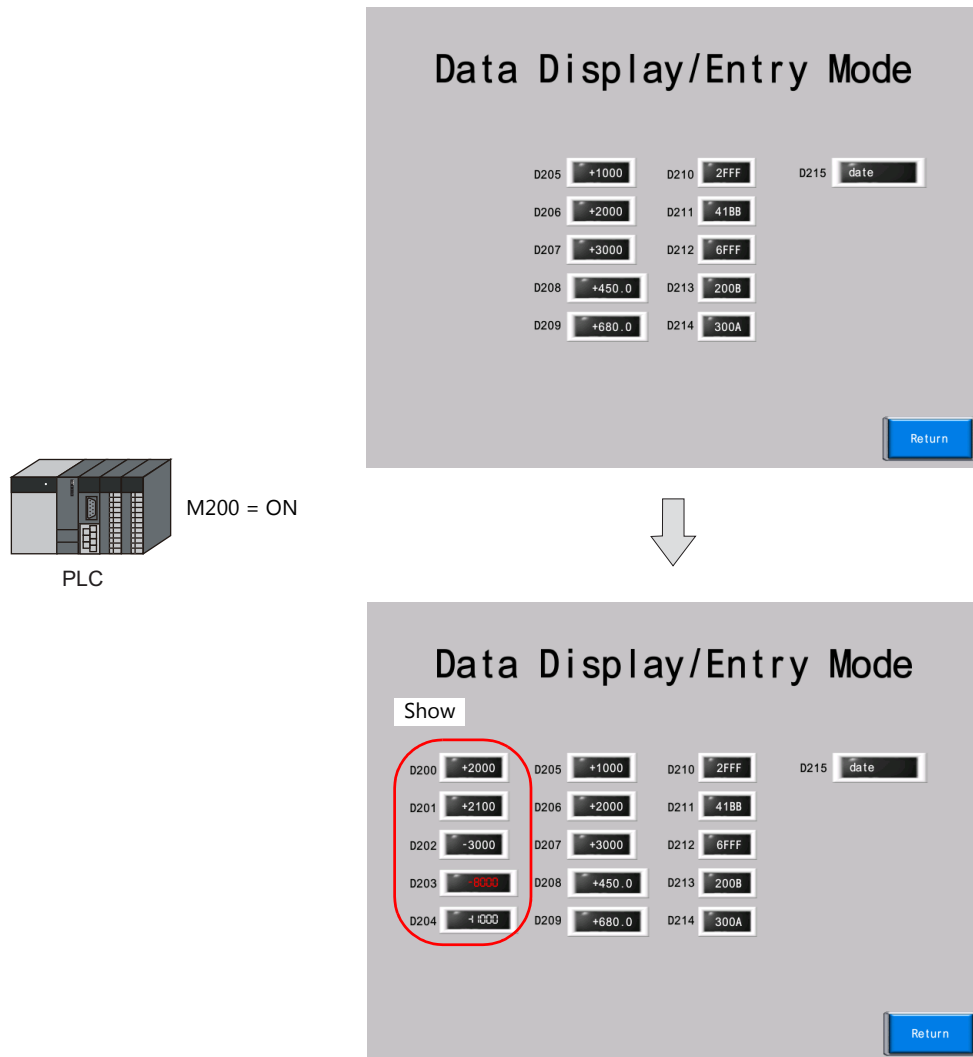 Data Display/Entry Mode
D205 +1000 D210 2FFF D215 date
D206 +2000 D211 41BB
D207 +3000 D212 6FFF
D208 +450.0 D213 200B
D209 +680.0 D214 300A
Return
M200 = ON
PLC
Data Display/Entry Mode
Show
D200 +2000 D205 +1000 D210 2FFF D215 date
D201 +2100 D206 +2000 D211 41BB
D202 -3000 D207 +3000 D212 6FFF
D203 -8000 D208 +450.0 D213 200B
D204 -11000 D209 +680.0 D214 300A
Return